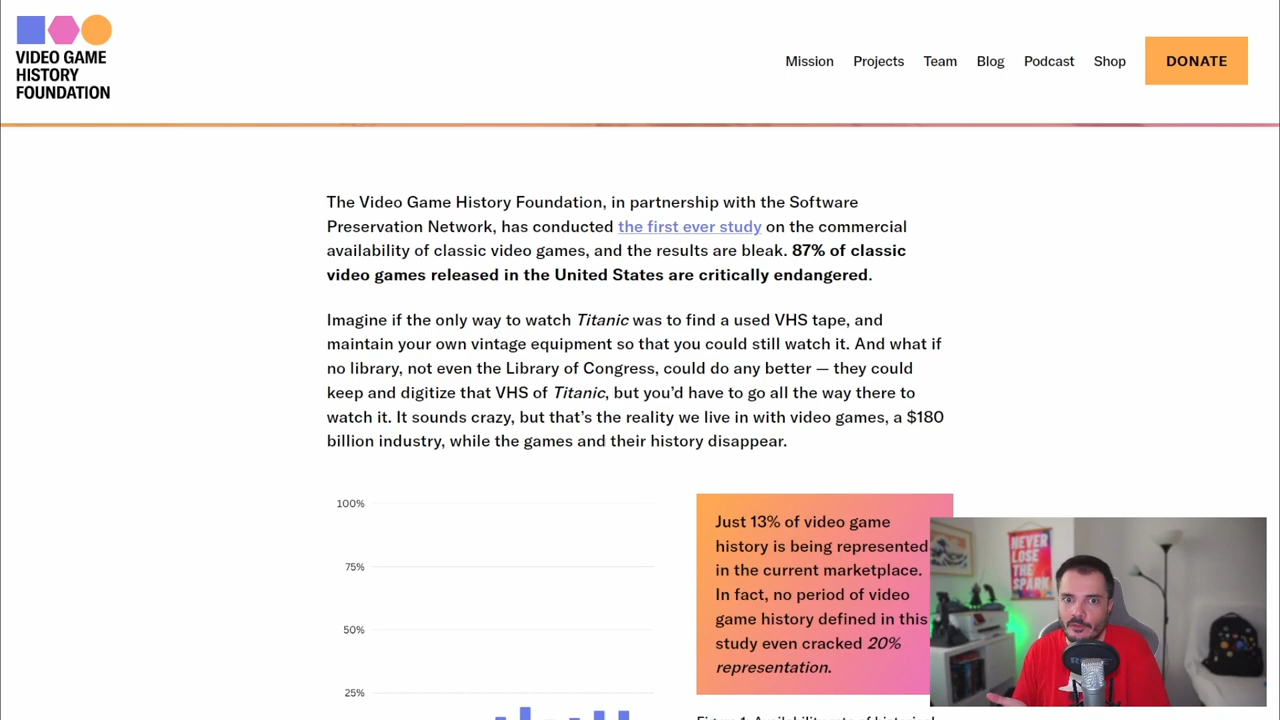 VIDEO GAME
HISTORY
FOUNDATION
Mission
Projects
Team
Blog
Podcast
Shop
DONATE
The Video Game History Foundation, in partnership with the Software
Preservation Network, has conducted the first ever study on the commercial
availability of classic video games, and the results are bleak. 87% of classic
video games released in the United States are critically endangered.
Imagine if the only way to watch Titanic was to find a used VHS tape, and
maintain your own vintage equipment so that you could still watch it. And what if
no library, not even the Library of Congress, could do any better — they could
keep and digitize that VHS of Titanic, but you’d have to go all the way there to
watch it. It sounds crazy, but that’s the reality we live in with video games, a $180
billion industry, while the games and their history disappear.
100%
75%
50%
25%
Just 13% of video game
history is being represented
in the current marketplace.
In fact, no period of video
game history defined in this
study even cracked 20%
representation.
NEVER
LOSE
THE
SPARK